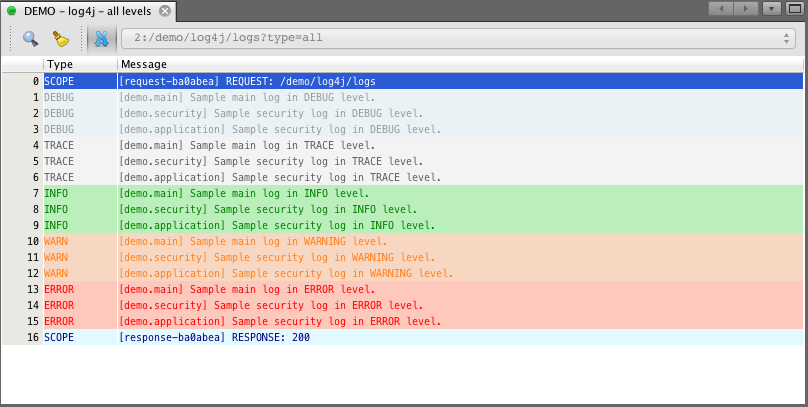 DEMO - log4j - all levels
2:/demo/log4j/logs?type=all
Type Message
0 SCOPE [request-ba0abea] REQUEST: /demo/log4j/logs
1 DEBUG [demo.main] Sample main log in DEBUG level.
2 DEBUG [demo.security] Sample security log in DEBUG level.
3 DEBUG [demo.application] Sample security log in DEBUG level.
4 TRACE [demo.main] Sample main log in TRACE level.
5 TRACE [demo.security] Sample security log in TRACE level.
6 TRACE [demo.application] Sample security log in TRACE level.
7 INFO [demo.main] Sample main log in INFO level.
8 INFO [demo.security] Sample security log in INFO level.
9 INFO [demo.application] Sample security log in INFO level.
10 WARN [demo.main] Sample main log in WARNING level.
11 WARN [demo.security] Sample security log in WARNING level.
12 WARN [demo.application] Sample security log in WARNING level.
13 ERROR [demo.main] Sample main log in ERROR level.
14 ERROR [demo.security] Sample security log in ERROR level.
15 ERROR [demo.application] Sample security log in ERROR level.
16 SCOPE [response-ba0abea] RESPONSE: 200